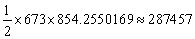 1/2 × 673 × 854.2550169 ≈ 287457